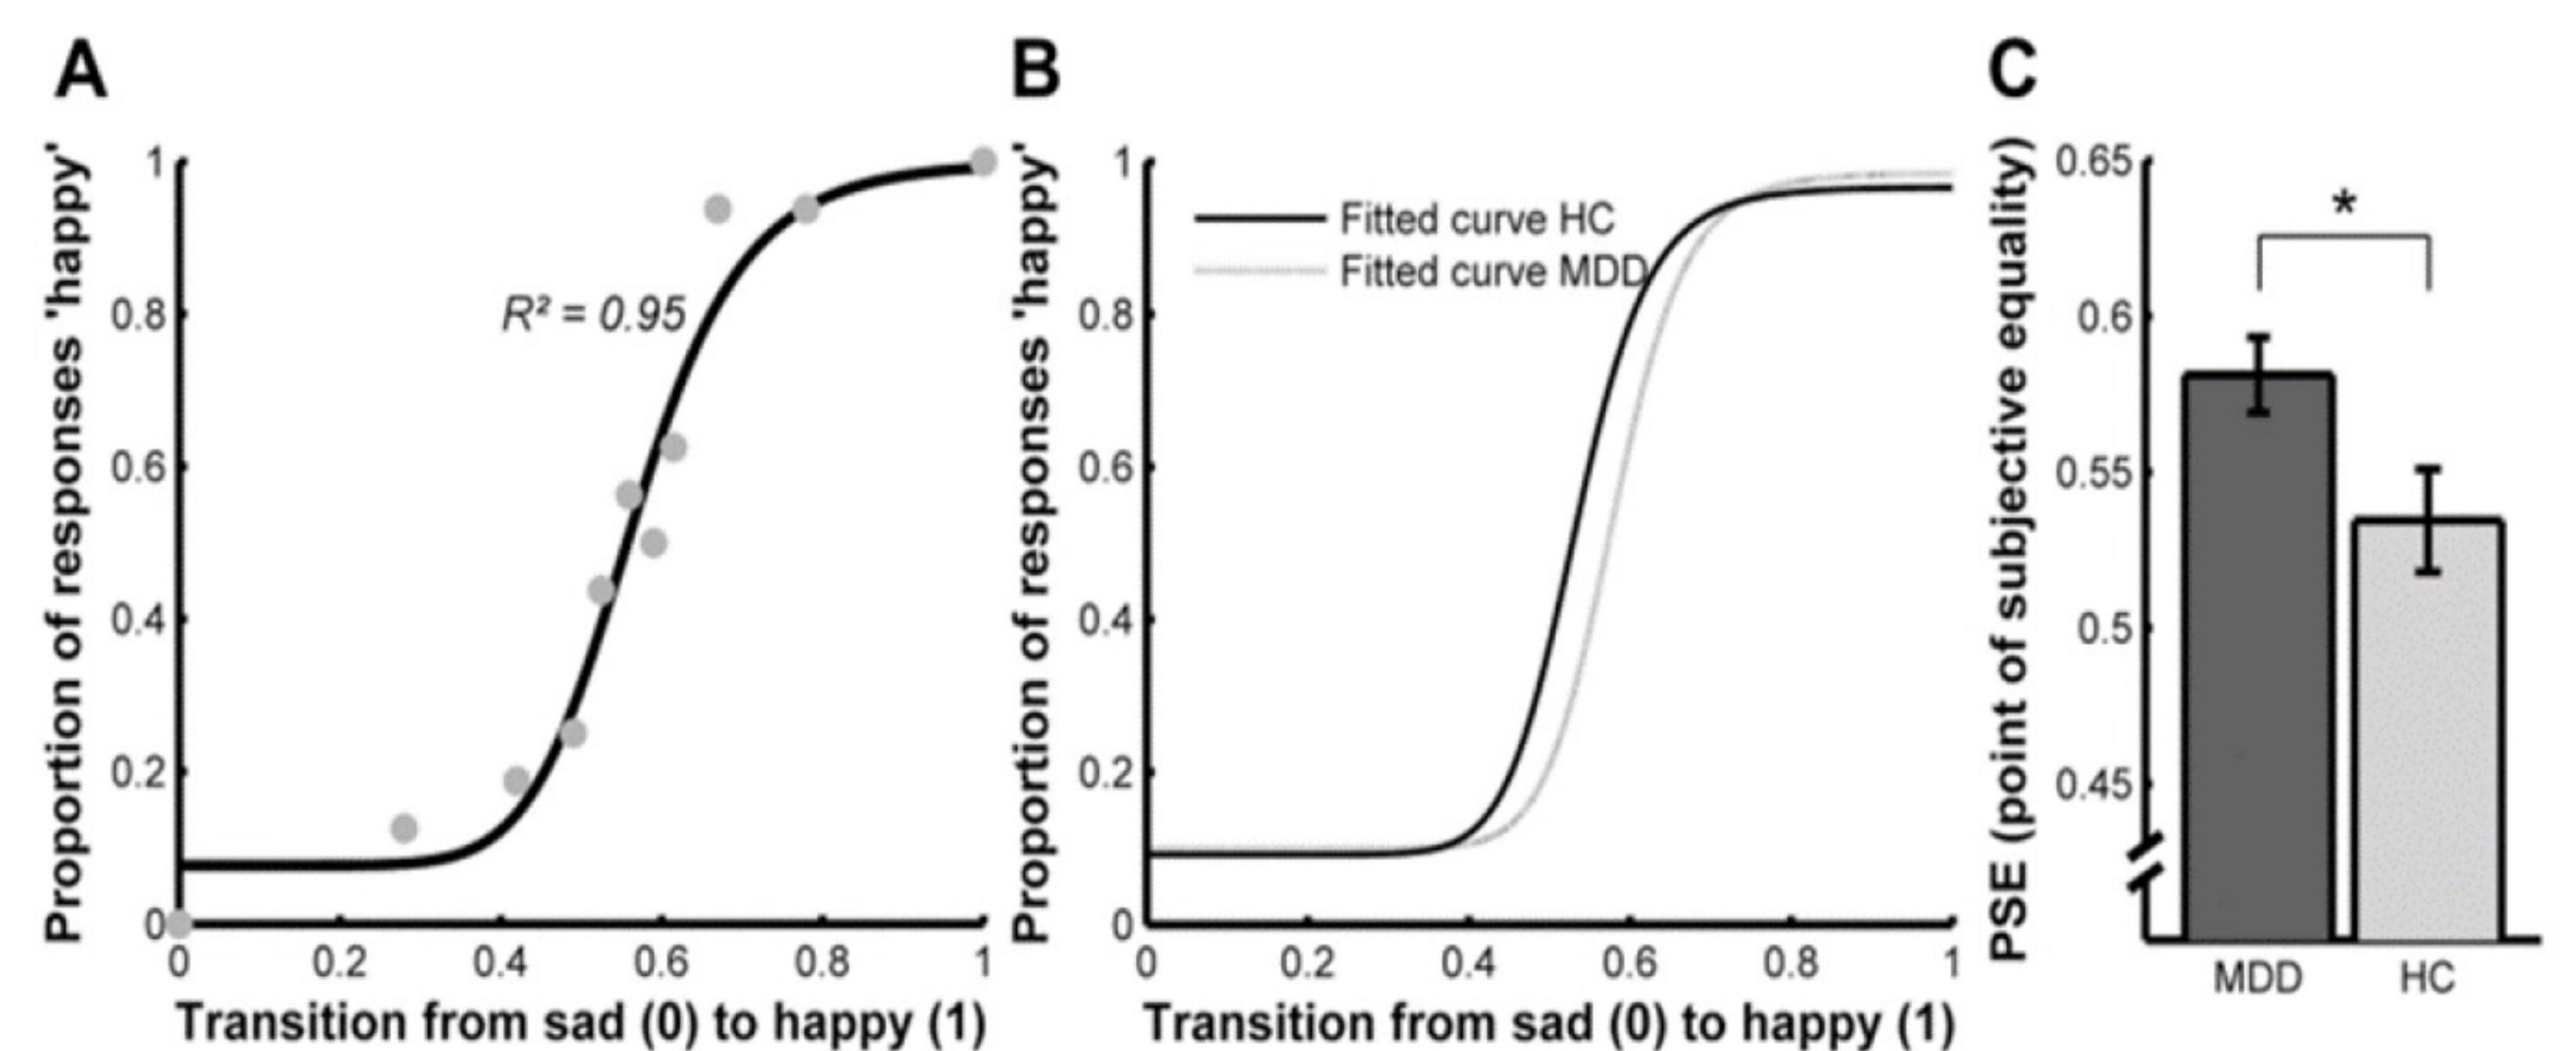 A
Proportion of responses 'happy'
1
0.8
0.6
0.4
0.2
0
R² = 0.95
0 0.2 0.4 0.6 0.8 1
Transition from sad (0) to happy (1)
B
Proportion of responses 'happy'
1
0.8
0.6
0.4
0.2
0
Fitted curve HC
Fitted curve MDD
0 0.2 0.4 0.6 0.8 1
Transition from sad (0) to happy (1)
C
PSE (point of subjective equality)
0.65
0.6
0.55
0.5
0.45
*
MDD HC